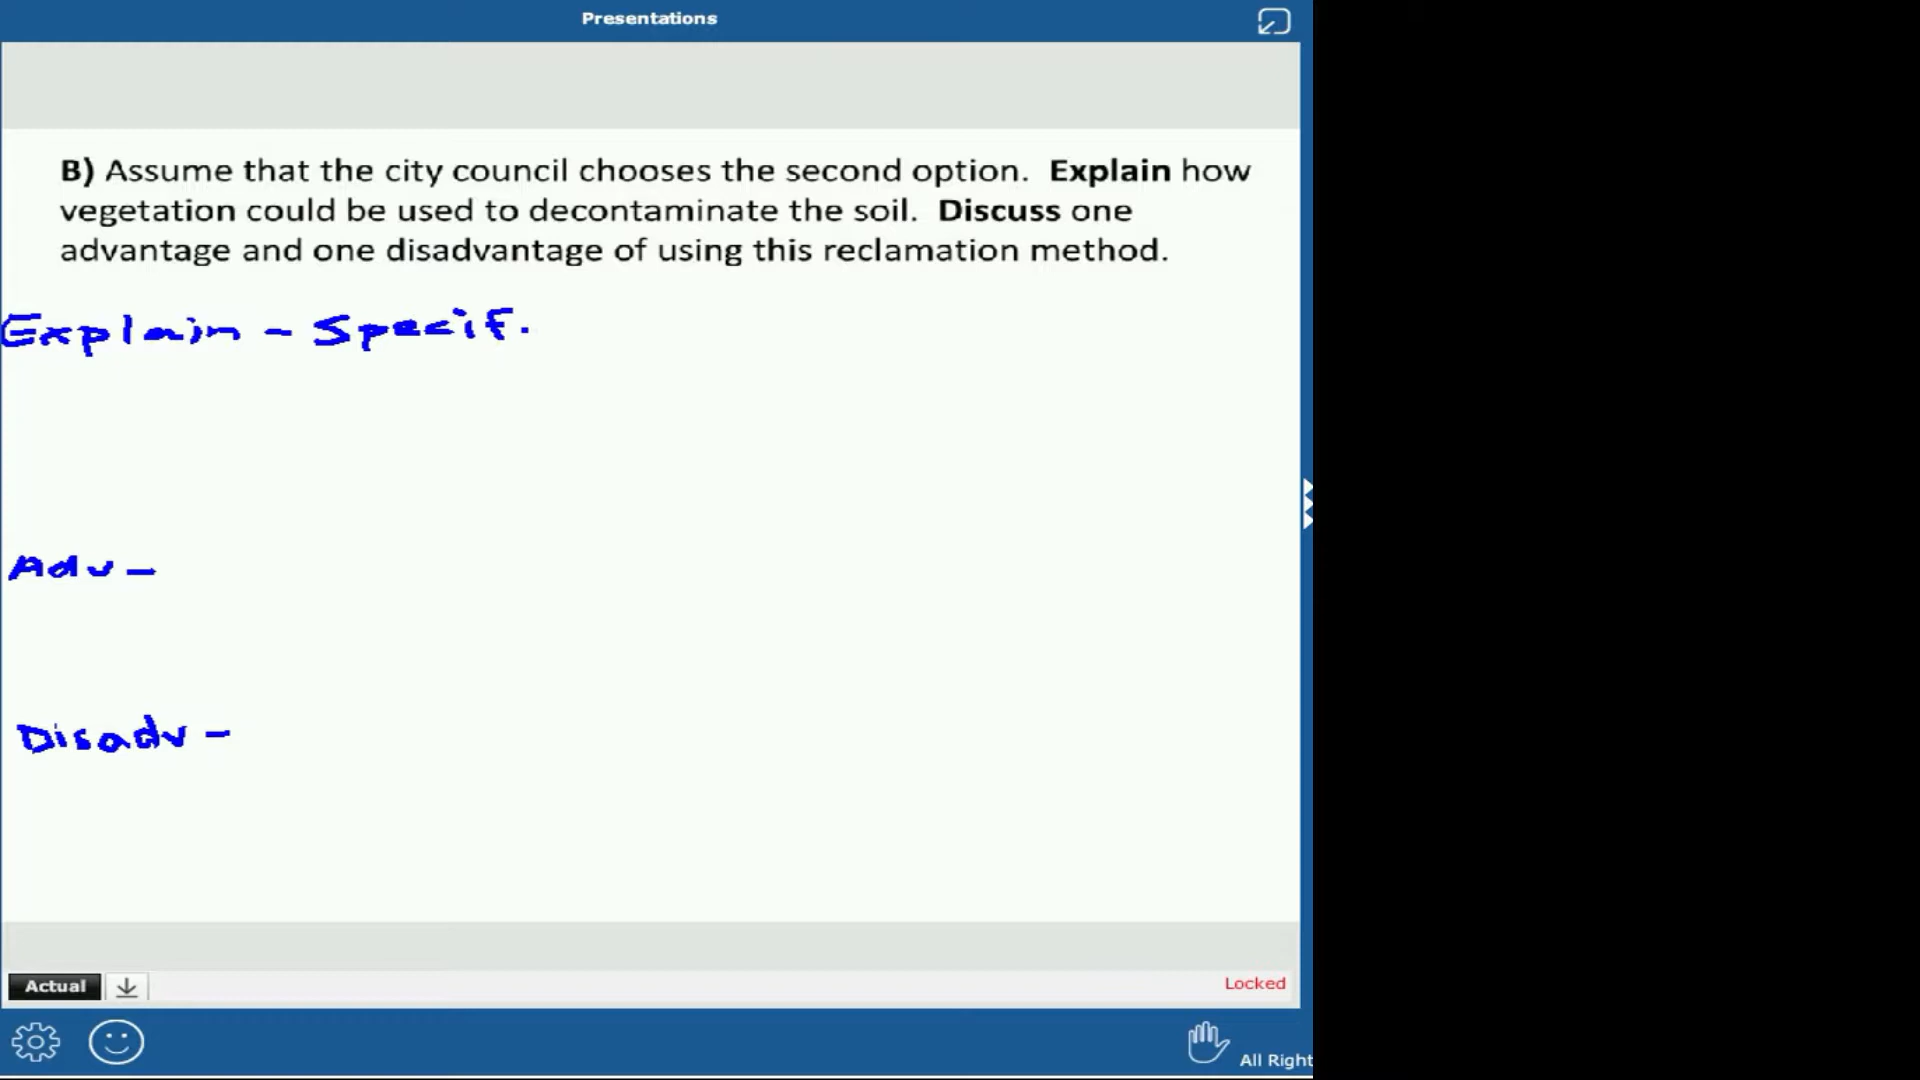 Presentations
B) Assume that the city council chooses the second option. Explain how
vegetation could be used to decontaminate the soil. Discuss one
advantage and one disadvantage of using this reclamation method.
Explain - Specif.
Adv -
Disadv -
Actual
Locked
All Right